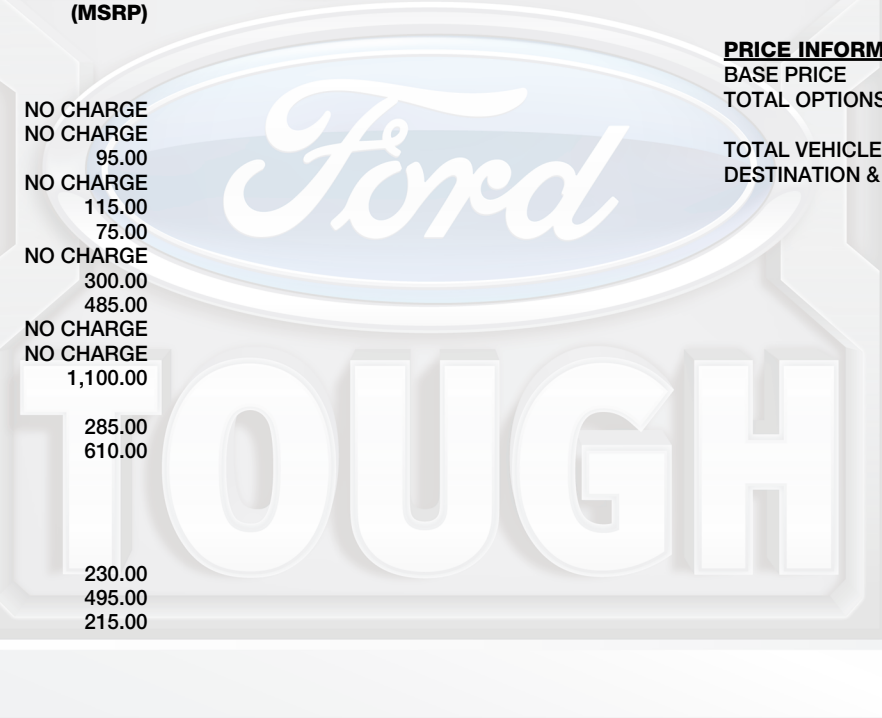 (MSRP)
NO CHARGE
NO CHARGE
95.00
NO CHARGE
115.00
75.00
NO CHARGE
300.00
485.00
NO CHARGE
NO CHARGE
1,100.00
285.00
610.00
230.00
495.00
215.00
PRICE INFORM
BASE PRICE
TOTAL OPTIONS
TOTAL VEHICLE
DESTINATION &
Ford
TOUGH